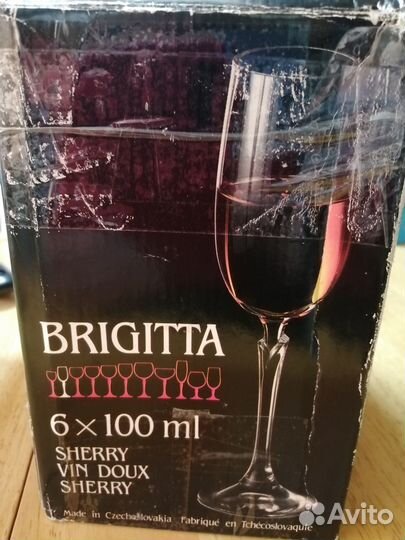 BRIGITTA
6 × 100 ml
SHERRY
VIN DOUX
SHERRY
Made in Czechoslovakia Fabriqué en Tchécoslovaquie
Avito